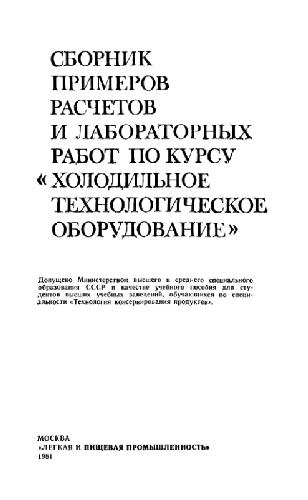 СБОРНИК
ПРИМЕРОВ
РАСЧЕТОВ
И ЛАБОРАТОРНЫХ
РАБОТ ПО КУРСУ
«ХОЛОДИЛЬНОЕ
ТЕХНОЛОГИЧЕСКОЕ
ОБОРУДОВАНИЕ»
Допущено Министерством высшего и среднего специального
образования СССР в качестве учебного пособия для сту-
дентов высших учебных заведений, обучающихся по специ-
альности «Технология консервирования продуктов».
МОСКВА
«ЛЕГКАЯ И ПИЩЕВАЯ ПРОМЫШЛЕННОСТЬ»
1981